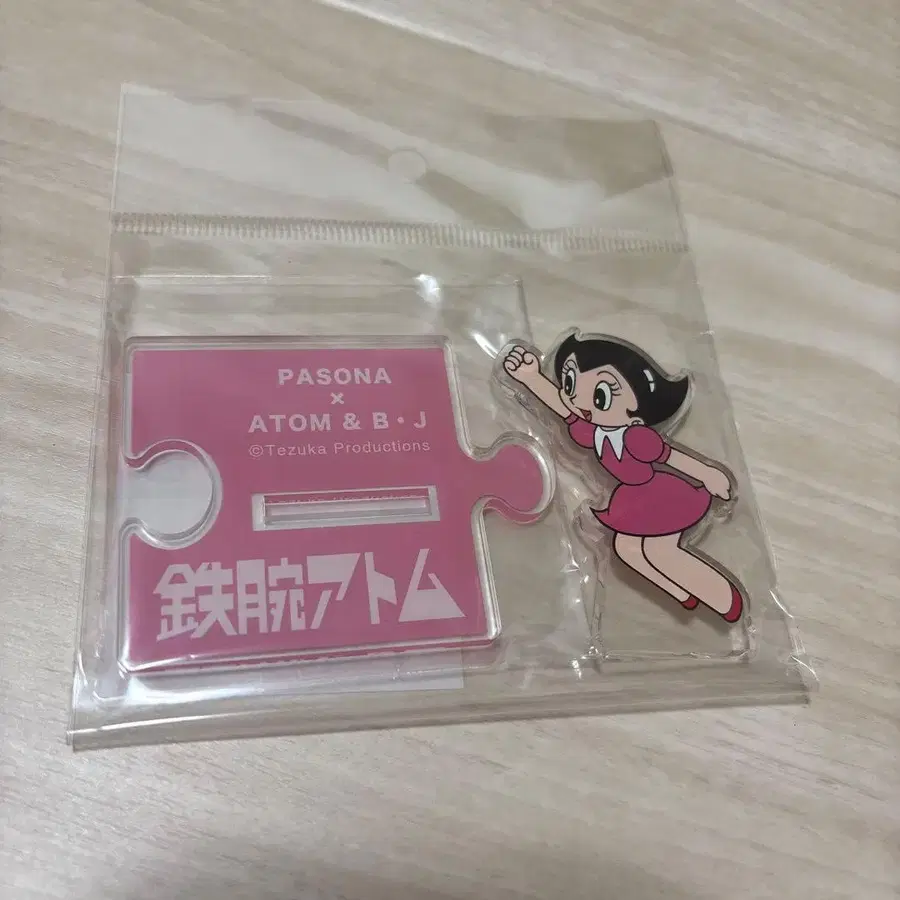 PASONA
×
ATOM & B・J
©Tezuka Productions
鉄腕アトム